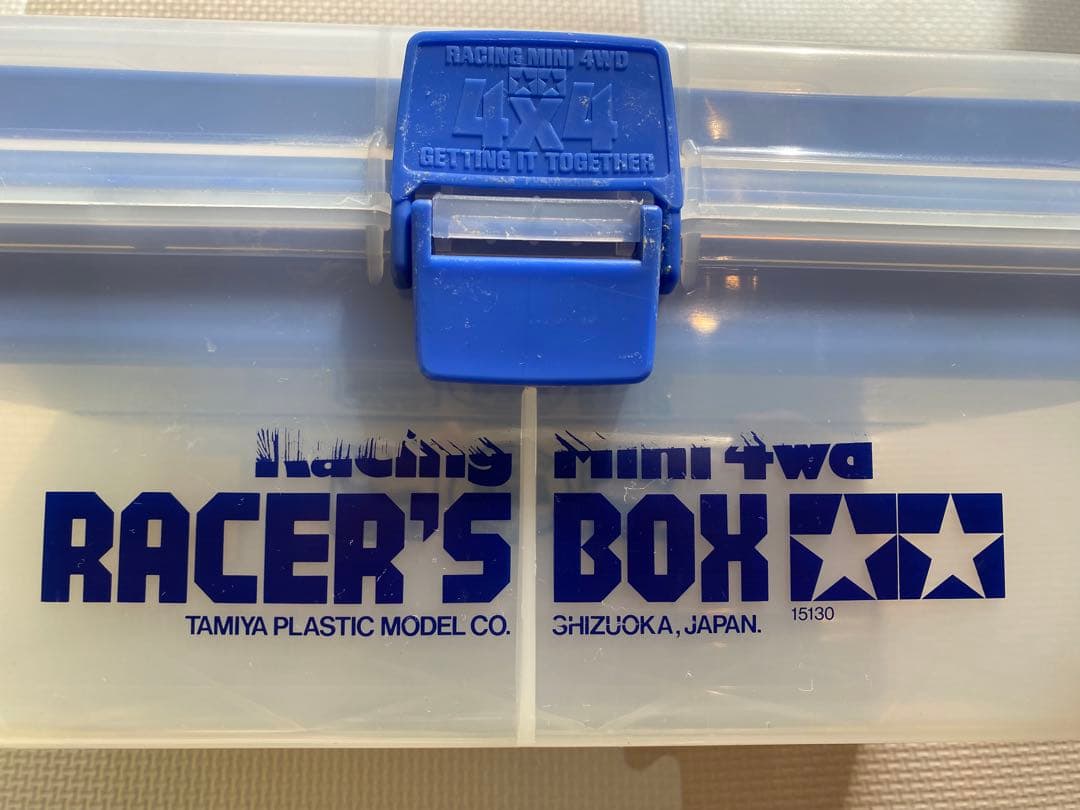 RACING MINI 4WD
4x4
GETTING IT TOGETHER
Racing Mini 4wd
RACER'S BOX
15130
TAMIYA PLASTIC MODEL CO. SHIZUOKA, JAPAN.